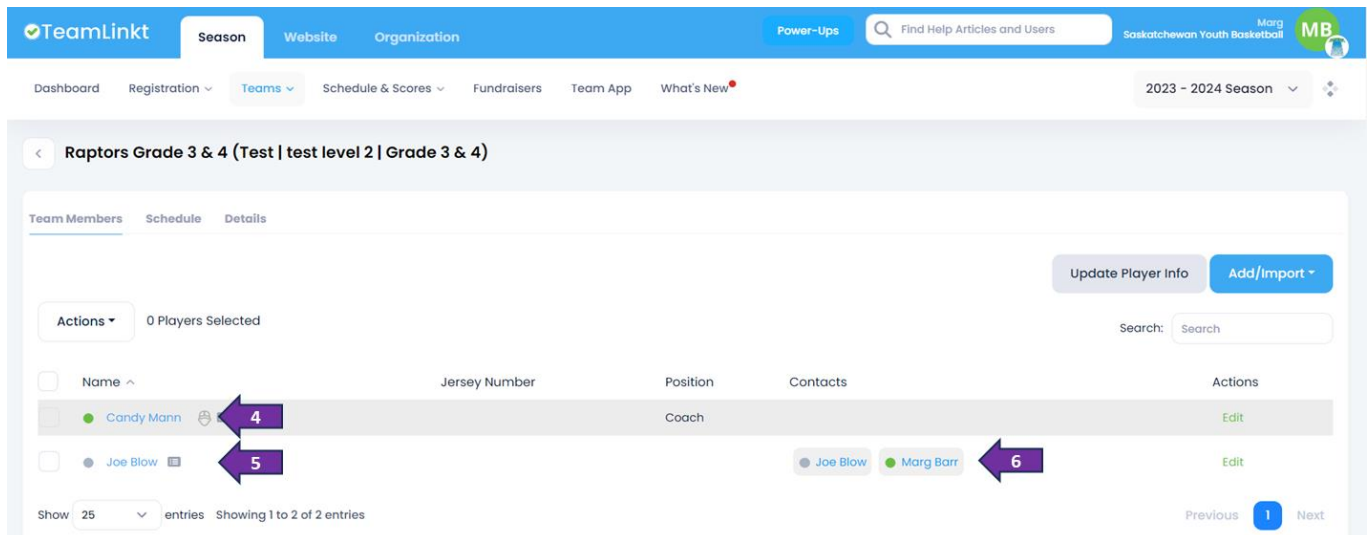 TeamLinkt Season Website Organization Power-Ups Find Help Articles and Users Marg
Saskatchewan Youth Basketball MB
Dashboard Registration Teams Schedule & Scores Fundraisers Team App What's New 2023 - 2024 Season
Raptors Grade 3 & 4 (Test | test level 2 | Grade 3 & 4)
Team Members Schedule Details
Update Player Info Add/Import
Actions 0 Players Selected Search: Search
Name Jersey Number Position Contacts Actions
Candy Mann 4 Coach Edit
Joe Blow 5 Joe Blow Marg Barr 6 Edit
Show 25 entries Showing 1 to 2 of 2 entries Previous 1 Next